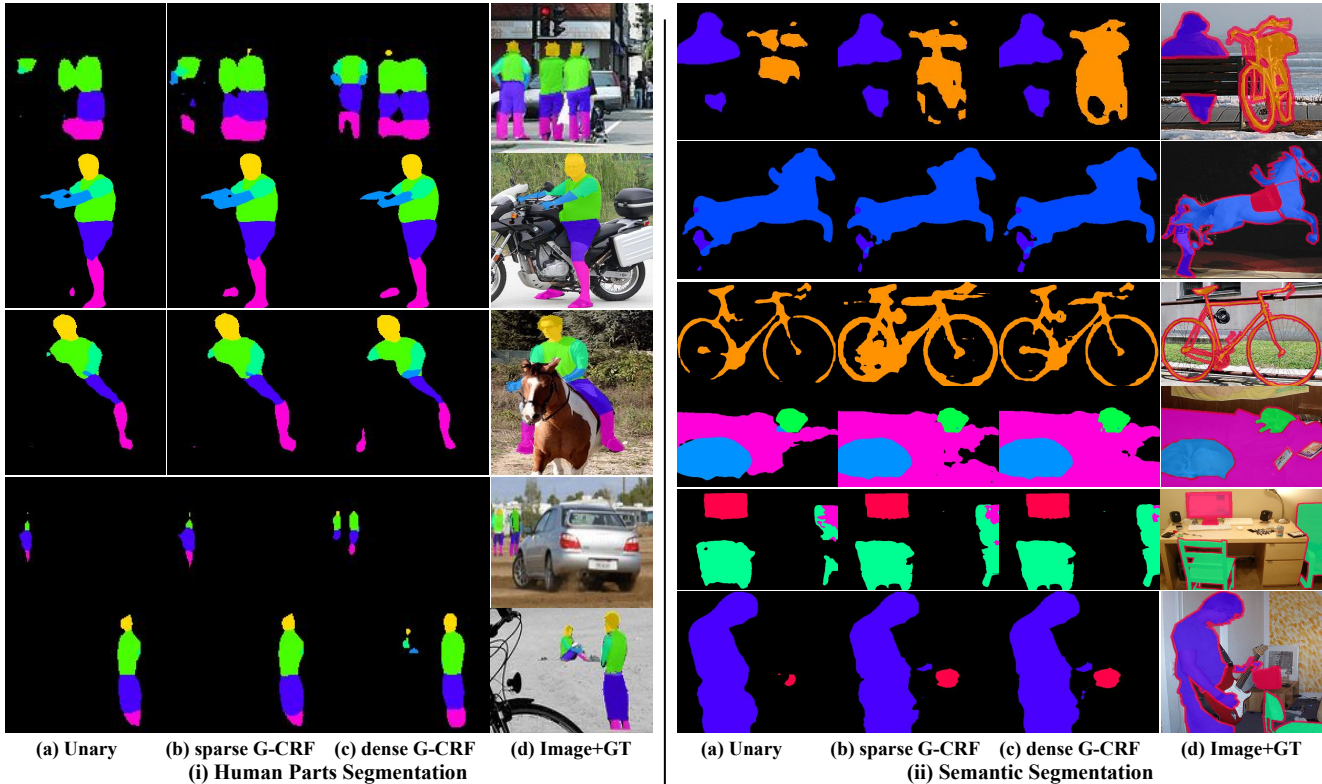 (a) Unary (b) sparse G-CRF (c) dense G-CRF (d) Image+GT
(i) Human Parts Segmentation
(a) Unary (b) sparse G-CRF (c) dense G-CRF (d) Image+GT
(ii) Semantic Segmentation